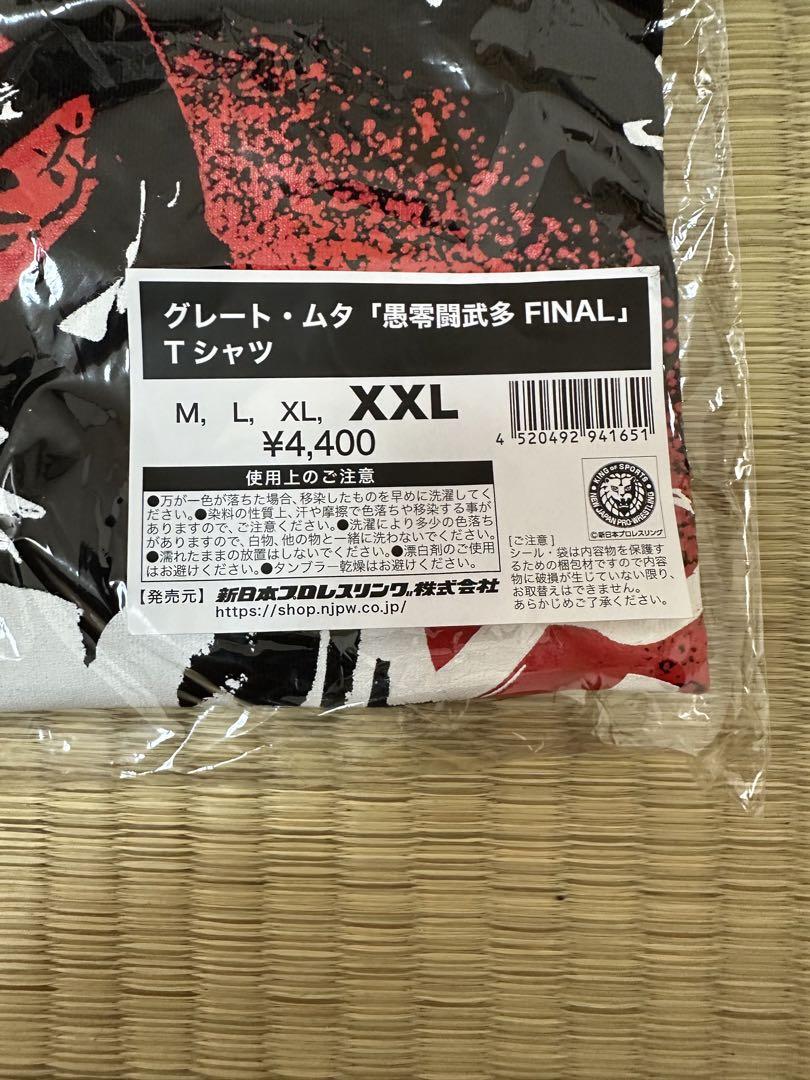 グレート・ムタ「愚零闘武多 FINAL」
Tシャツ
M, L, XL, XXL
¥4,400
4 520492 941651
使用上のご注意
●万が一色が落ちた場合、移染したものを早めに洗濯してく
ださい。●染料の性質上、汗や摩擦で色落ちや移染する事が
ありますので、ご注意ください。●洗濯により多少の色落ち
がありますので、白物、他の物と一緒に洗わないでください。
●濡れたままの放置はしないでください。●漂白剤のご使用
はお避けください。●タンブラー乾燥はお避けください。
KING OF SPORTS
NEW JAPAN PRO-WRESTLING
©新日本プロレスリング
[ご注意]
シール・袋は内容物を保護す
るための梱包材ですので内容
物に破損が生じていない限り、
お取替えはできません。
あらかじめご了承ください。
【発売元】新日本プロレスリング株式会社
https://shop.njpw.co.jp/